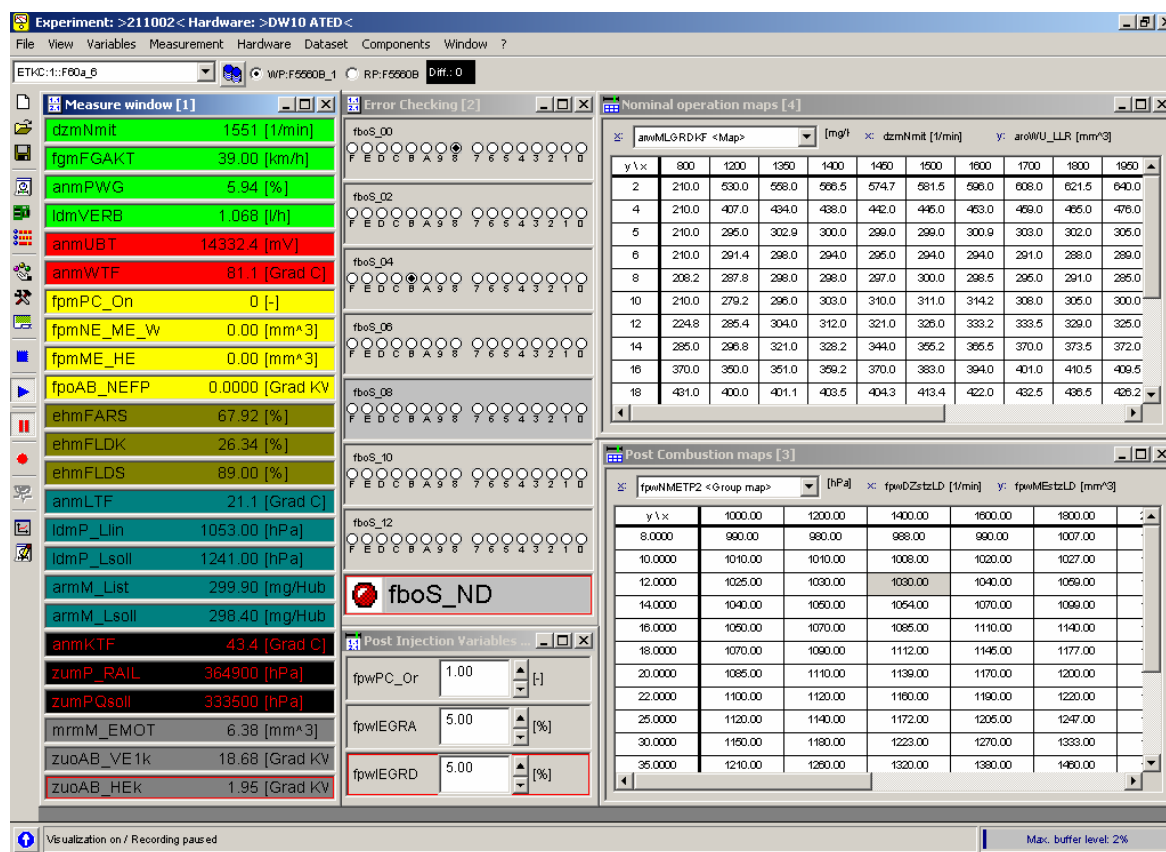 Experiment: >211002< Hardware: >DW10 ATED<
File View Variables Measurement Hardware Dataset Components Window ?
ETKC:1::F60a_6 WP:F5560B_1 RP:F5560B Diff.: 0
Measure window [1]
dzmNmit 1551 [1/min]
fgmFGAKT 39.00 [km/h]
anmPWG 5.94 [%]
ldmVERB 1.068 [l/h]
anmUBT 14332.4 [mV]
anmWTF 81.1 [Grad C]
fpmPC_On 0 [-]
fpmNE_ME_W 0.00 [mm^3]
fpmME_HE 0.00 [mm^3]
fpoAB_NEFP 0.0000 [Grad KV
ehmFARS 67.92 [%]
ehmFLDK 26.34 [%]
ehmFLDS 89.00 [%]
anmLTF 21.1 [Grad C]
ldmP_Llin 1053.00 [hPa]
ldmP_Lsoll 1241.00 [hPa]
armM_List 299.90 [mg/Hub
armM_Lsoll 298.40 [mg/Hub
anmKTF 43.4 [Grad C]
zumP_RAIL 364900 [hPa]
zumPQsoll 333500 [hPa]
mrmM_EMOT 6.38 [mm^3]
zuoAB_VE1k 18.68 [Grad KV
zuoAB_HEk 1.95 [Grad KV
Error Checking [2]
fboS_00
F E D C B A 9 8 7 6 5 4 3 2 1 0
fboS_02
F E D C B A 9 8 7 6 5 4 3 2 1 0
fboS_04
F E D C B A 9 8 7 6 5 4 3 2 1 0
fboS_06
F E D C B A 9 8 7 6 5 4 3 2 1 0
fboS_08
F E D C B A 9 8 7 6 5 4 3 2 1 0
fboS_10
F E D C B A 9 8 7 6 5 4 3 2 1 0
fboS_12
F E D C B A 9 8 7 6 5 4 3 2 1 0
fboS_ND
Post Injection Variables ...
fpwPC_Or 1.00 [-]
fpwIEGRA 5.00 [%]
fpwIEGRD 5.00 [%]
Nominal operation maps [4]
x: anwMLGRDKF <Map> [mg/H x: dzmNmit [1/min] y: aroWU_LLR [mm^3]
y \ x 800 1200 1350 1400 1450 1500 1600 1700 1800 1950
2 210.0 530.0 558.0 566.5 574.7 581.5 596.0 608.0 621.5 640.0
4 210.0 407.0 434.0 438.0 442.0 445.0 453.0 459.0 465.0 476.0
5 210.0 295.0 302.9 300.0 299.0 299.0 300.9 303.0 302.0 305.0
6 210.0 291.4 298.0 294.0 295.0 294.0 294.0 291.0 288.0 289.0
8 208.2 287.8 298.0 298.0 297.0 300.0 298.5 295.0 291.0 285.0
10 210.0 279.2 296.0 303.0 310.0 311.0 314.2 308.0 305.0 300.0
12 224.8 285.4 304.0 312.0 321.0 326.0 333.2 333.5 329.0 325.0
14 285.0 296.8 321.0 328.2 344.0 355.2 365.5 370.0 373.5 372.0
16 370.0 350.0 351.0 359.2 370.0 383.0 394.0 401.0 410.5 409.5
18 431.0 400.0 401.1 403.5 404.3 413.4 422.0 432.5 436.5 426.2
Post Combustion maps [3]
x: fpwNMETP2 <Group map> [hPa] x: fpwDZstzLD [1/min] y: fpwMEstzLD [mm^3]
y \ x 1000.00 1200.00 1400.00 1600.00 1800.00
8.0000 990.00 980.00 988.00 990.00 1007.00
10.0000 1010.00 1010.00 1008.00 1020.00 1027.00
12.0000 1025.00 1030.00 1030.00 1040.00 1059.00
14.0000 1040.00 1050.00 1054.00 1070.00 1099.00
16.0000 1050.00 1070.00 1085.00 1110.00 1140.00
18.0000 1070.00 1090.00 1112.00 1145.00 1177.00
20.0000 1085.00 1110.00 1139.00 1170.00 1200.00
22.0000 1100.00 1120.00 1160.00 1190.00 1220.00
25.0000 1120.00 1140.00 1172.00 1205.00 1247.00
30.0000 1150.00 1180.00 1223.00 1270.00 1333.00
35.0000 1210.00 1260.00 1320.00 1380.00 1460.00
Visualization on / Recording paused
Max. buffer level: 2%